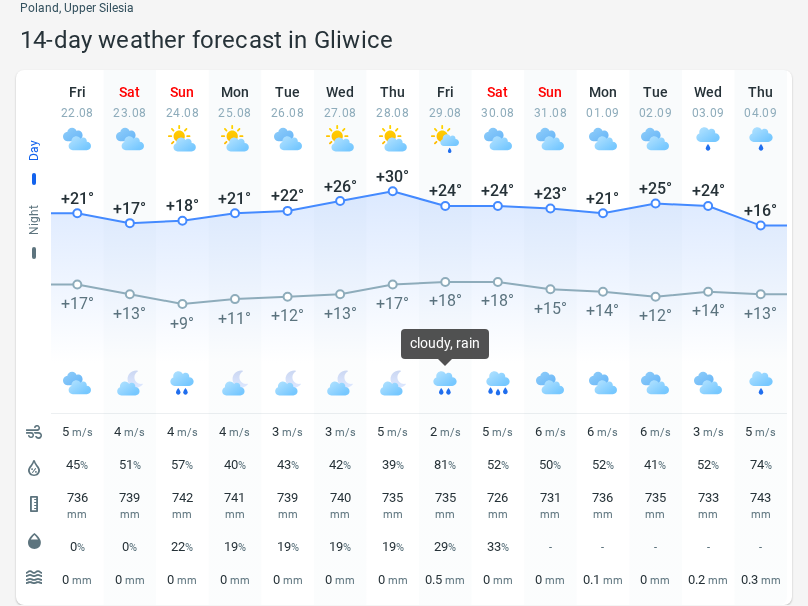 Poland, Upper Silesia
14-day weather forecast in Gliwice
Fri Sat Sun Mon Tue Wed Thu Fri Sat Sun Mon Tue Wed Thu
22.08 23.08 24.08 25.08 26.08 27.08 28.08 29.08 30.08 31.08 01.09 02.09 03.09 04.09
Day
+21° +17° +18° +21° +22° +26° +30° +24° +24° +23° +21° +25° +24° +16°
Night
+17° +13° +9° +11° +12° +13° +17° +18° +18° +15° +14° +12° +14° +13°
cloudy, rain
5 m/s 4 m/s 4 m/s 4 m/s 3 m/s 3 m/s 5 m/s 2 m/s 5 m/s 6 m/s 6 m/s 6 m/s 3 m/s 5 m/s
45% 51% 57% 40% 43% 42% 39% 81% 52% 50% 52% 41% 52% 74%
736 739 742 741 739 740 735 735 726 731 736 735 733 743
mm mm mm mm mm mm mm mm mm mm mm mm mm mm
0% 0% 22% 19% 19% 19% 19% 29% 33% - - - - -
0 mm 0 mm 0 mm 0 mm 0 mm 0 mm 0 mm 0.5 mm 0 mm 0 mm 0.1 mm 0 mm 0.2 mm 0.3 mm